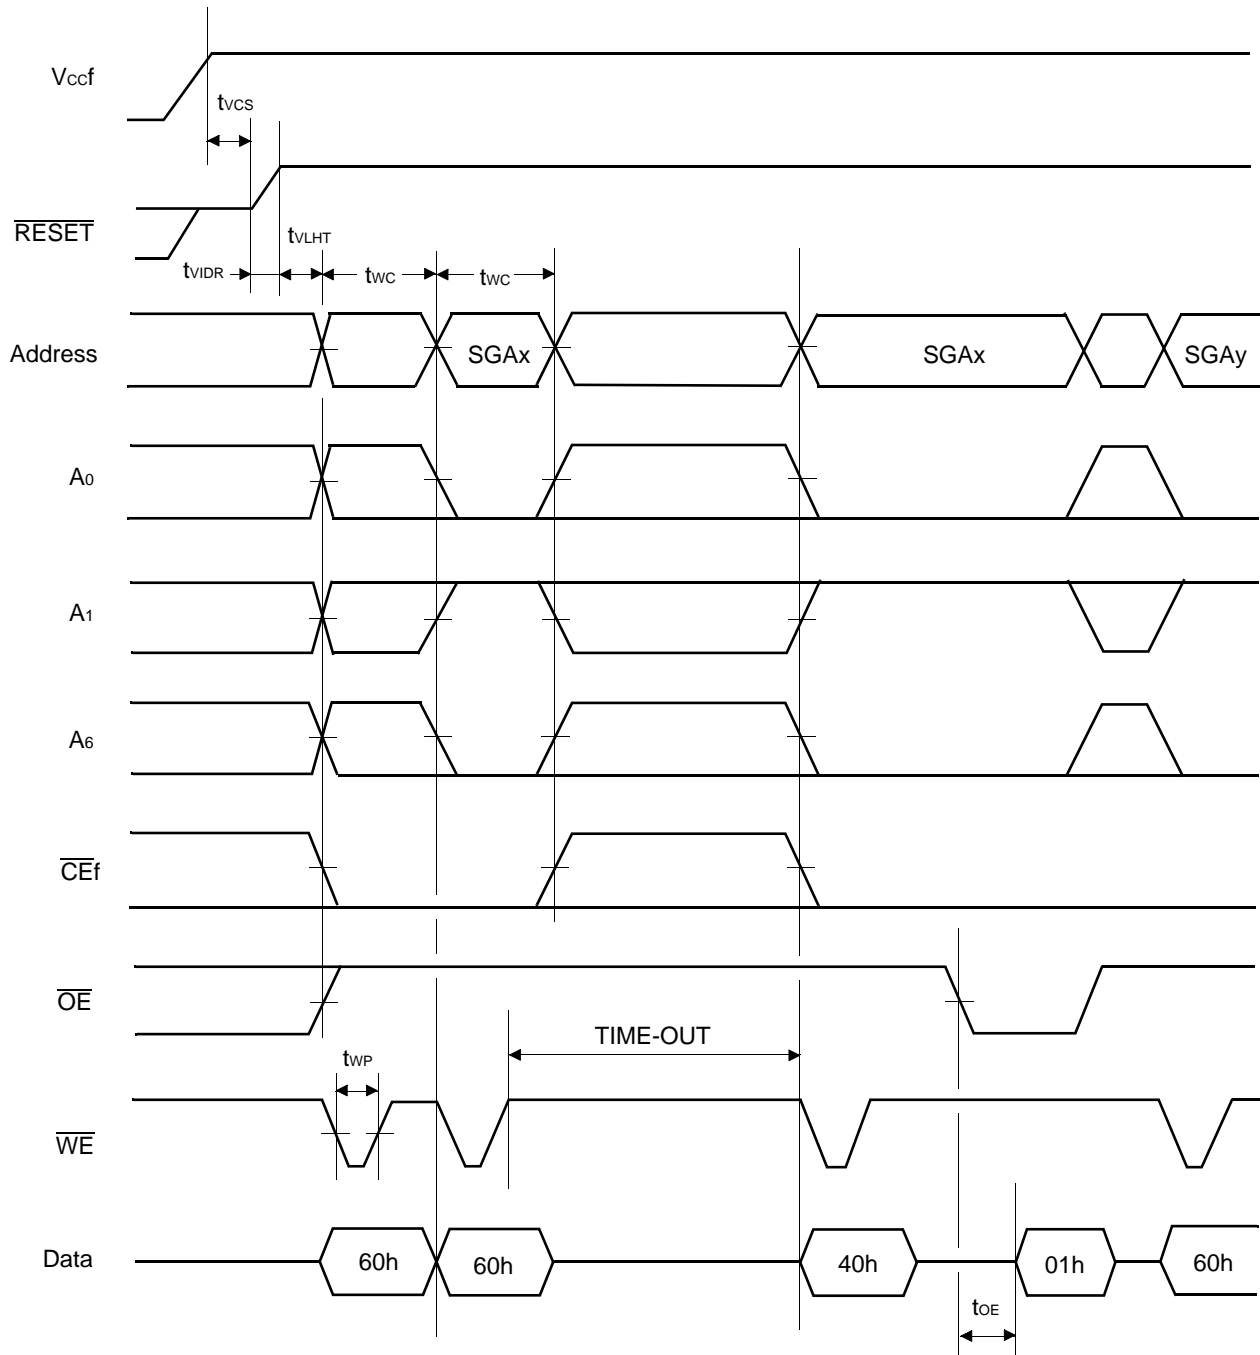 VCCf
tVCS
RESET
tVLHT
tVIDR
tWC
tWC
Address
SGAx
SGAx
SGAy
A0
A1
A6
CEf
OE
TIME-OUT
tWP
WE
Data
60h
60h
40h
01h
60h
tOE